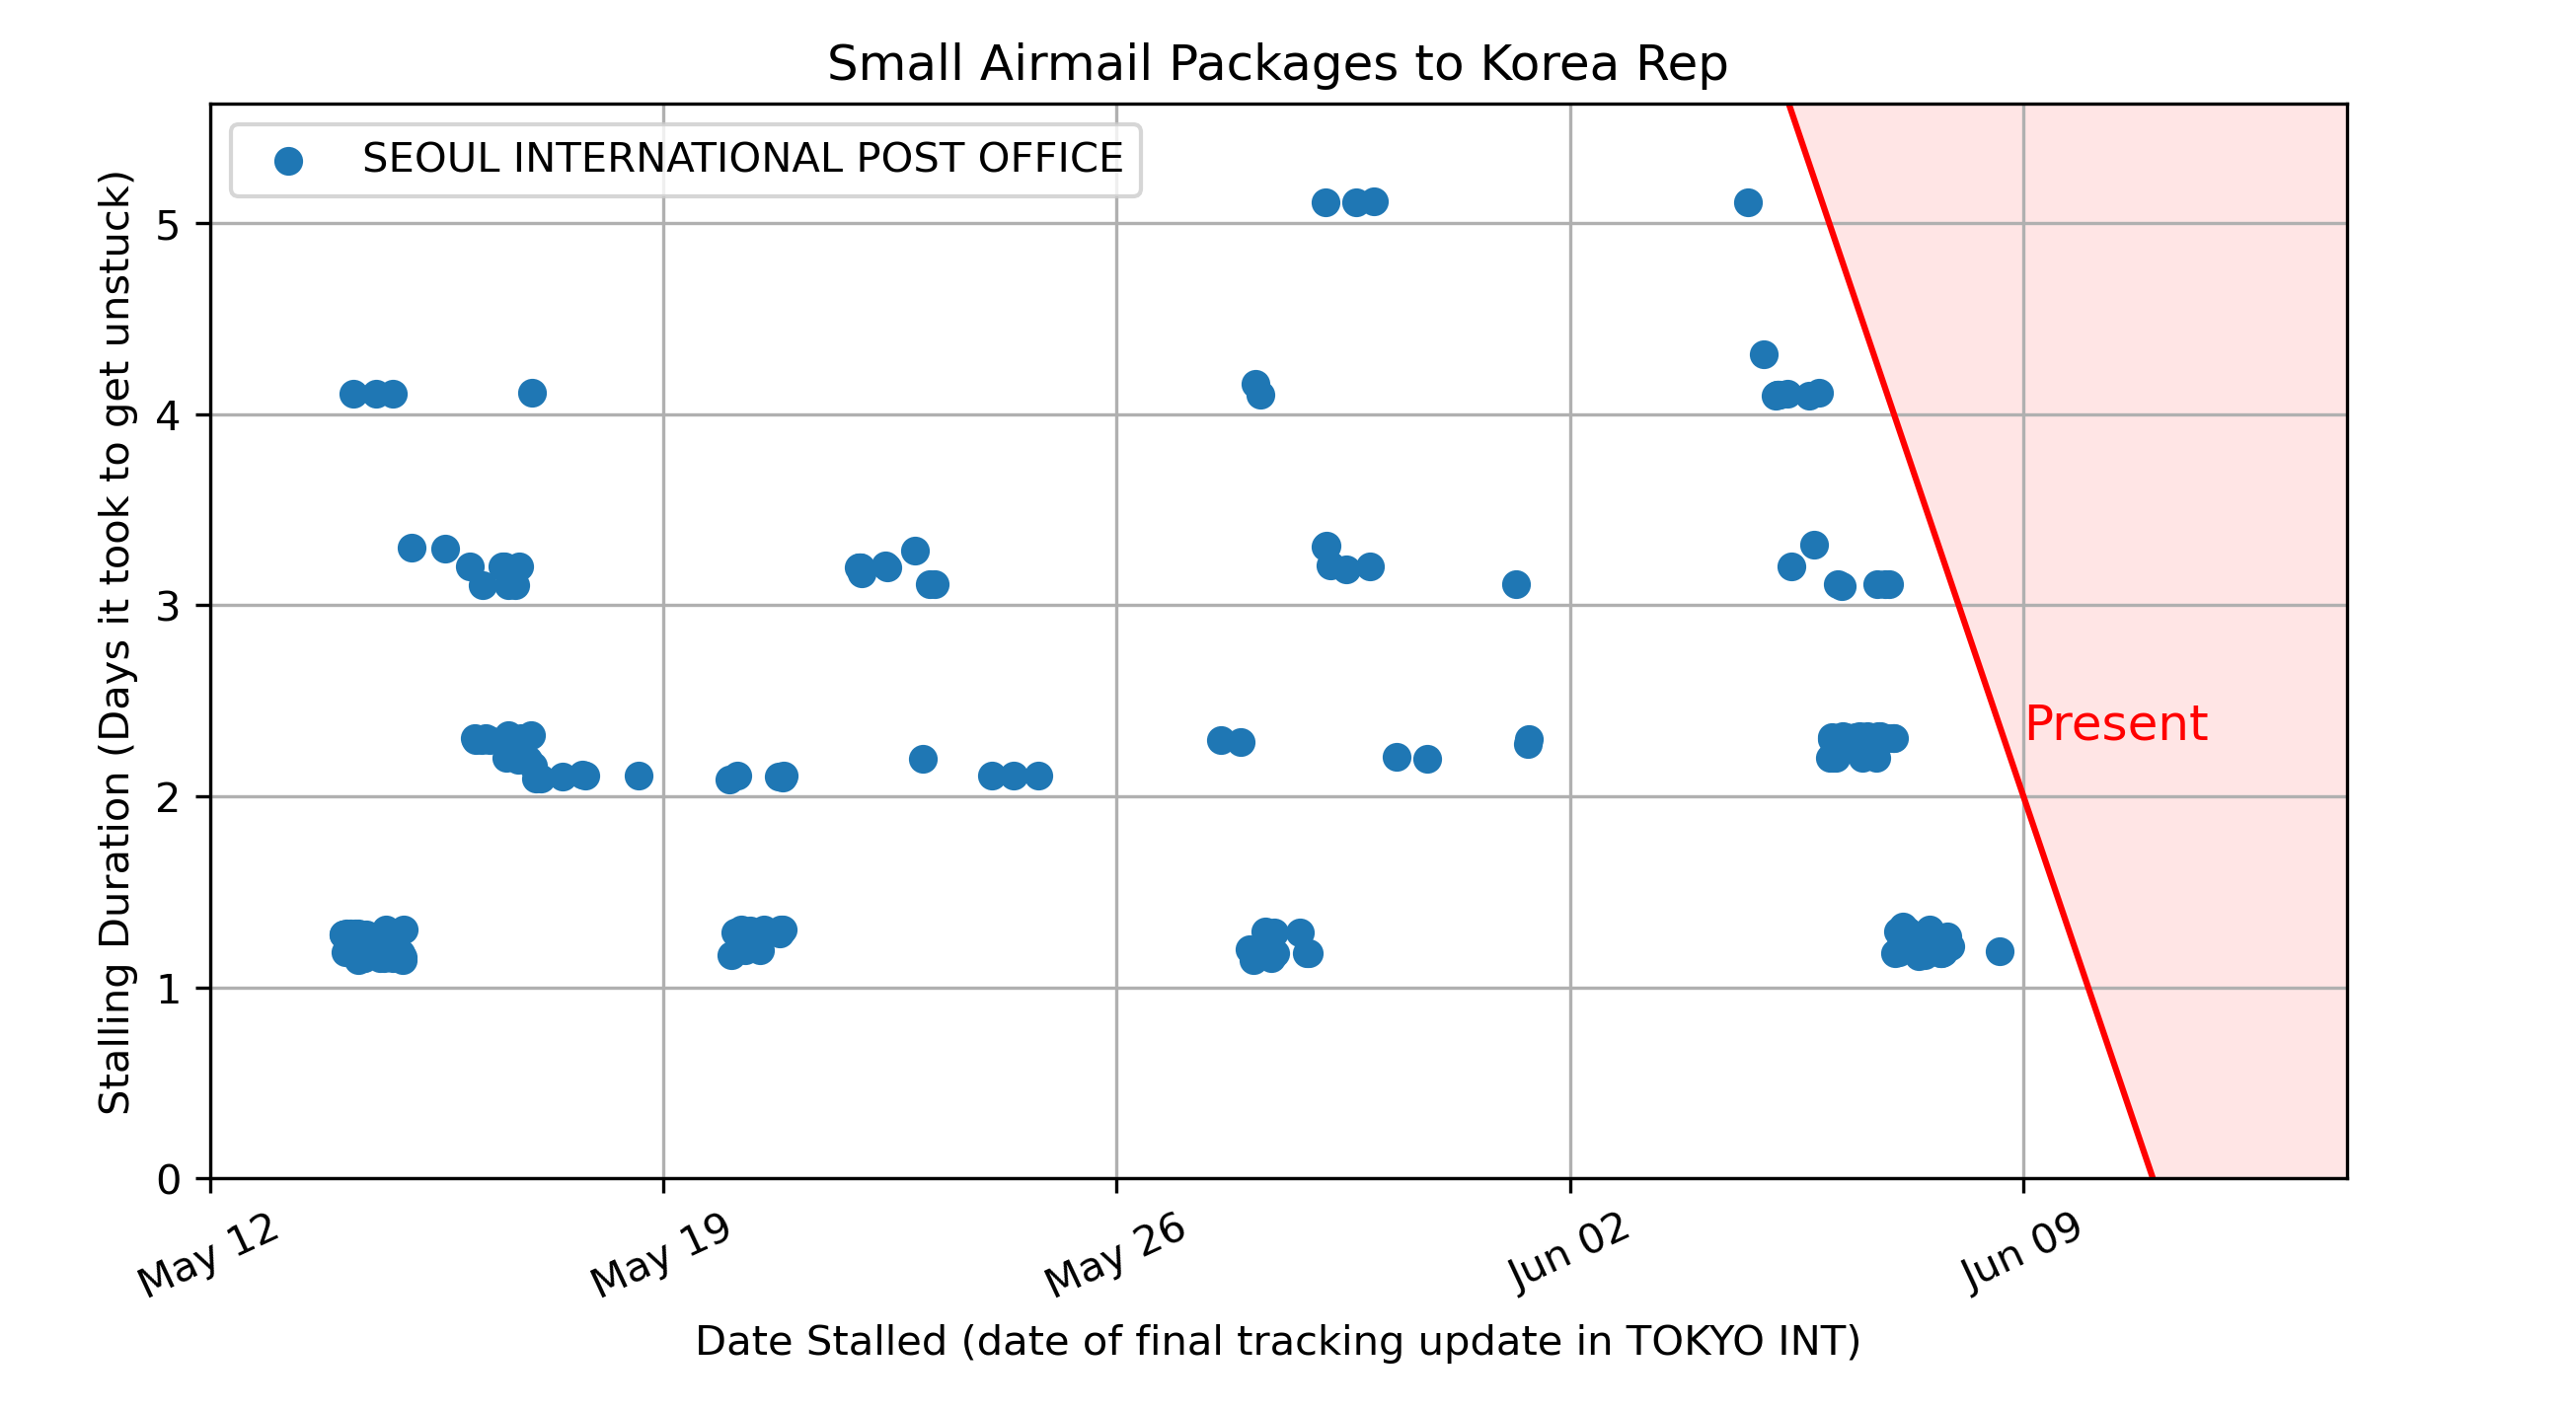 Small Airmail Packages to Korea Rep
SEOUL INTERNATIONAL POST OFFICE
Stalling Duration (Days it took to get unstuck)
5
4
3
2
1
0
Present
May 12
May 19
May 26
Jun 02
Jun 09
Date Stalled (date of final tracking update in TOKYO INT)